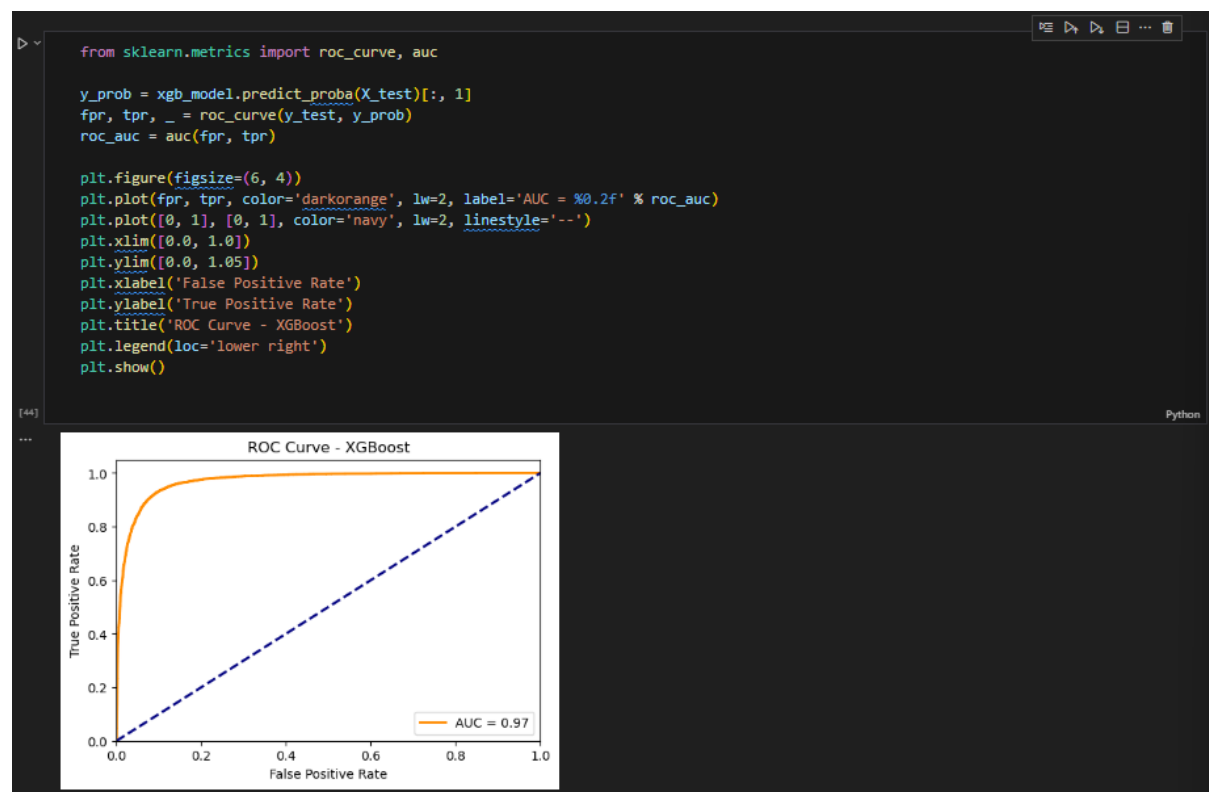 from sklearn.metrics import roc_curve, auc
y_prob = xgb_model.predict_proba(X_test)[:, 1]
fpr, tpr, _ = roc_curve(y_test, y_prob)
roc_auc = auc(fpr, tpr)
plt.figure(figsize=(6, 4))
plt.plot(fpr, tpr, color='darkorange', lw=2, label='AUC = %0.2f' % roc_auc)
plt.plot([0, 1], [0, 1], color='navy', lw=2, linestyle='--')
plt.xlim([0.0, 1.0])
plt.ylim([0.0, 1.05])
plt.xlabel('False Positive Rate')
plt.ylabel('True Positive Rate')
plt.title('ROC Curve - XGBoost')
plt.legend(loc='lower right')
plt.show()
[44]
Python
ROC Curve - XGBoost
1.0
0.8
0.6
0.4
0.2
0.0
True Positive Rate
AUC = 0.97
0.0 0.2 0.4 0.6 0.8 1.0
False Positive Rate